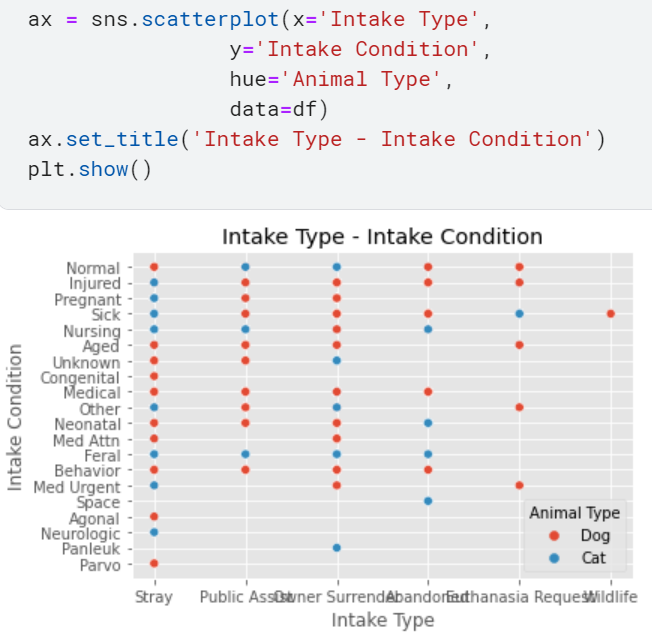 ax = sns.scatterplot(x='Intake Type',
y='Intake Condition',
hue='Animal Type',
data=df)
ax.set_title('Intake Type - Intake Condition')
plt.show()
Intake Type - Intake Condition
Normal
Injured
Pregnant
Sick
Nursing
Aged
Unknown
Congenital
Medical
Other
Neonatal
Med Attn
Feral
Behavior
Med Urgent
Space
Agonal
Neurologic
Panleuk
Parvo
Intake Condition
Animal Type
Dog
Cat
Stray Public Assist Owner Surrender Abandoned Euthanasia Request Wildlife
Intake Type